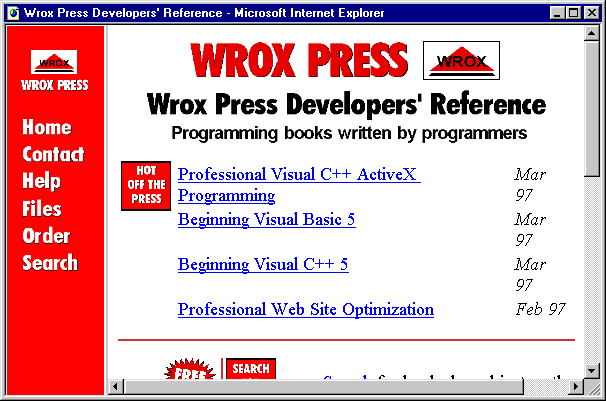 Wrox Press Developers' Reference - Microsoft Internet Explorer
WROX
WROX PRESS
Home
Contact
Help
Files
Order
Search
WROX PRESS
WROX
Wrox Press Developers' Reference
Programming books written by programmers
HOT
OFF THE
PRESS
Professional Visual C++ ActiveX Mar
Programming 97
Beginning Visual Basic 5 Mar
97
Beginning Visual C++ 5 Mar
97
Professional Web Site Optimization Feb 97
FREE
SEARCH